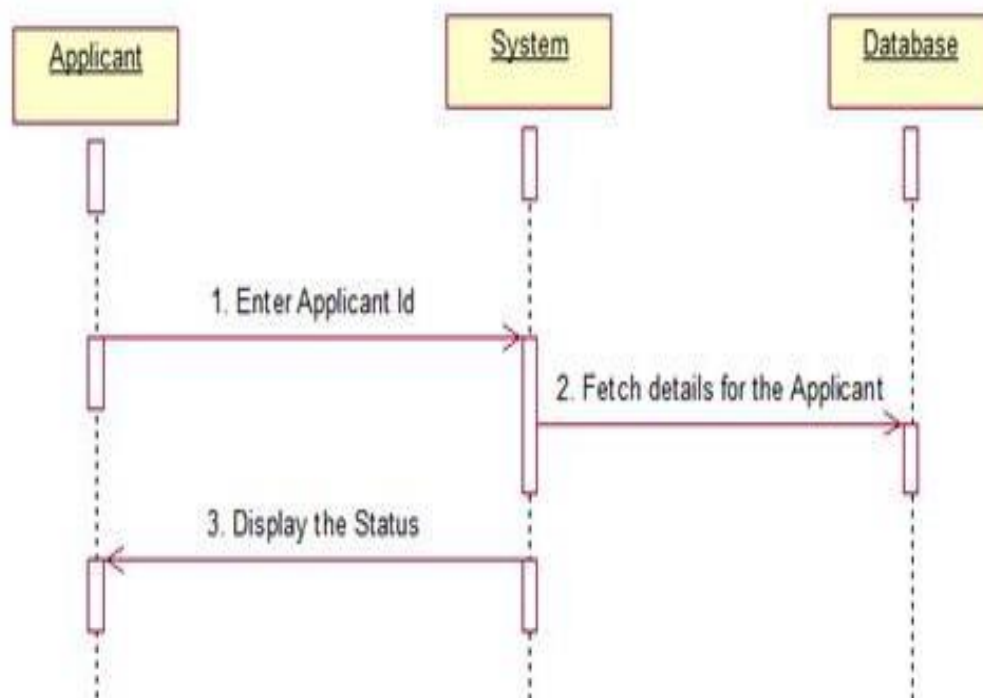 Applicant
System
Database
1. Enter Applicant Id
2. Fetch details for the Applicant
3. Display the Status